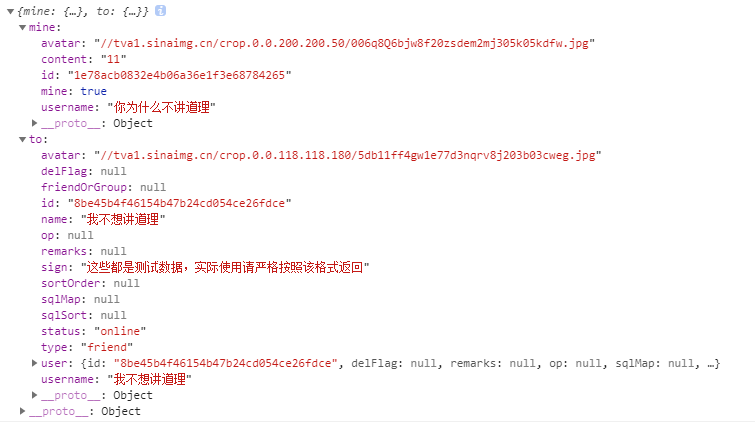 {mine: {…}, to: {…}} i
mine:
avatar: "//tva1.sinaimg.cn/crop.0.0.200.200.50/006q8Q6bjw8f20zsdem2mj305k05kdfw.jpg"
content: "11"
id: "1e78acb0832e4b06a36e1f3e68784265"
mine: true
username: "你为什么不讲道理"
__proto__: Object
to:
avatar: "//tva1.sinaimg.cn/crop.0.0.118.118.180/5db11ff4gw1e77d3nqrv8j203b03cweg.jpg"
delFlag: null
friendOrGroup: null
id: "8be45b4f46154b47b24cd054ce26fdce"
name: "我不想讲道理"
op: null
remarks: null
sign: "这些都是测试数据，实际使用请严格按照该格式返回"
sortOrder: null
sqlMap: null
sqlSort: null
status: "online"
type: "friend"
user: {id: "8be45b4f46154b47b24cd054ce26fdce", delFlag: null, remarks: null, op: null, sqlMap: null, …}
username: "我不想讲道理"
__proto__: Object
__proto__: Object